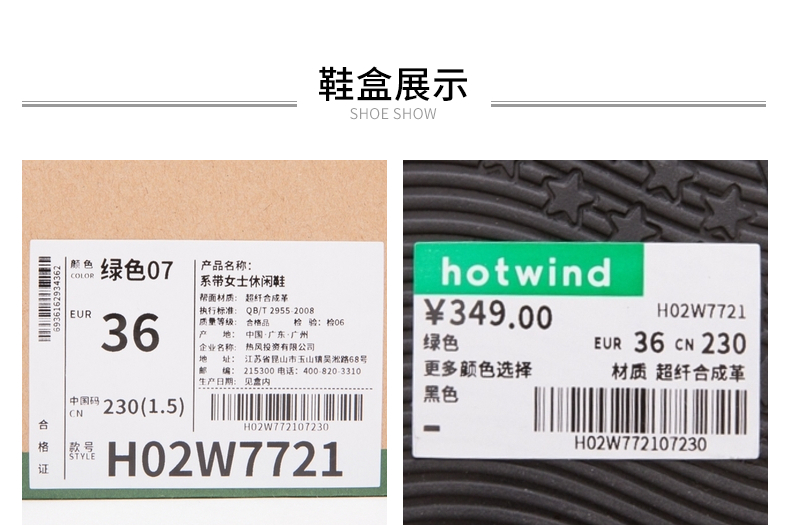 鞋盒展示
SHOE SHOW
6936162934362
颜色 绿色07
COLOR
EUR 36
中国码 230(1.5)
CN
合格证
款号 H02W7721
STYLE
产品名称：
系带女士休闲鞋
帮面材质： 超纤合成革
执行标准： QB/T 2955-2008
质量等级： 合格品 检 验： 检06
产 地： 中国·广东·广州
企业名称： 热风投资有限公司
地 址： 江苏省昆山市玉山镇吴淞路68号
邮 编： 215300 电话：400-820-3310
生产日期： 见盒内
H02W772107230
hotwind
¥349.00
H02W7721
绿色
EUR 36 CN 230
更多颜色选择
材质 超纤合成革
黑色
H02W772107230